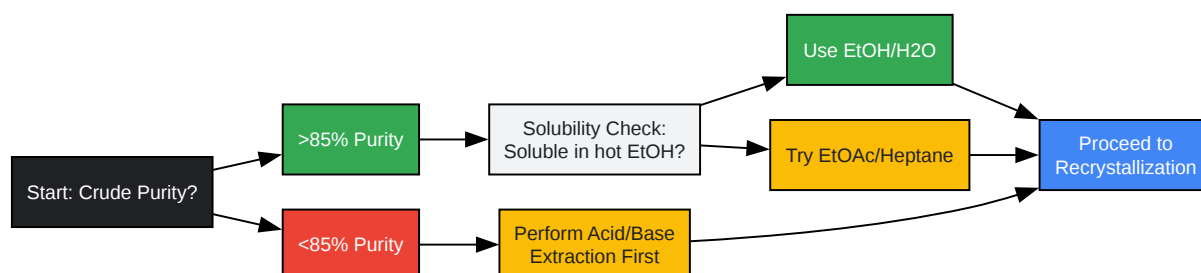 Start: Crude Purity?
>85% Purity
<85% Purity
Solubility Check:
Soluble in hot EtOH?
Perform Acid/Base
Extraction First
Use EtOH/H2O
Try EtOAc/Heptane
Proceed to
Recrystallization